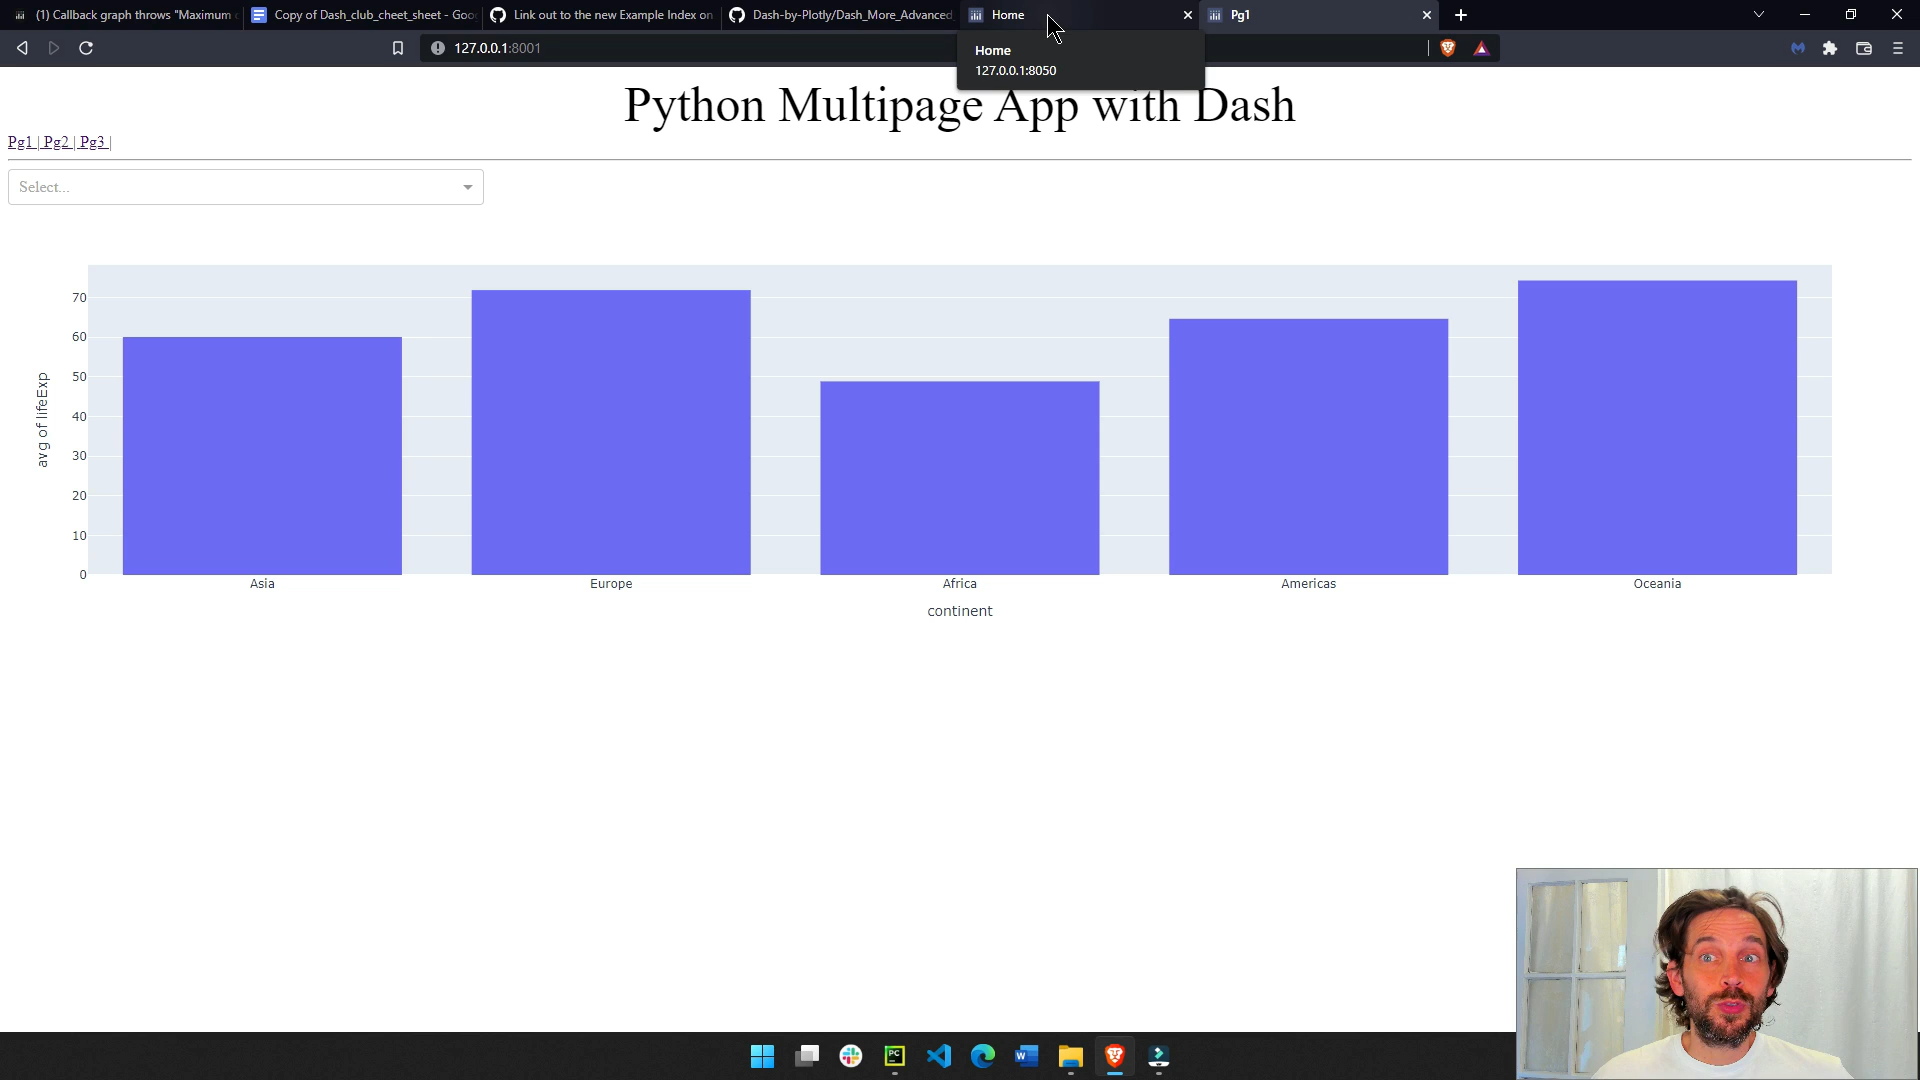 (1) Callback graph throws "Maximum
Copy of Dash_club_cheet_sheet - Goo
Link out to the new Example Index on
Dash-by-Plotly/Dash_More_Advanced
Home
Pg1
127.0.0.1:8001
Home
127.0.0.1:8050
Python Multipage App with Dash
Pg1 | Pg2 | Pg3 |
Select...
70
60
50
40
30
20
10
0
avg of lifeExp
Asia
Europe
Africa
Americas
Oceania
continent